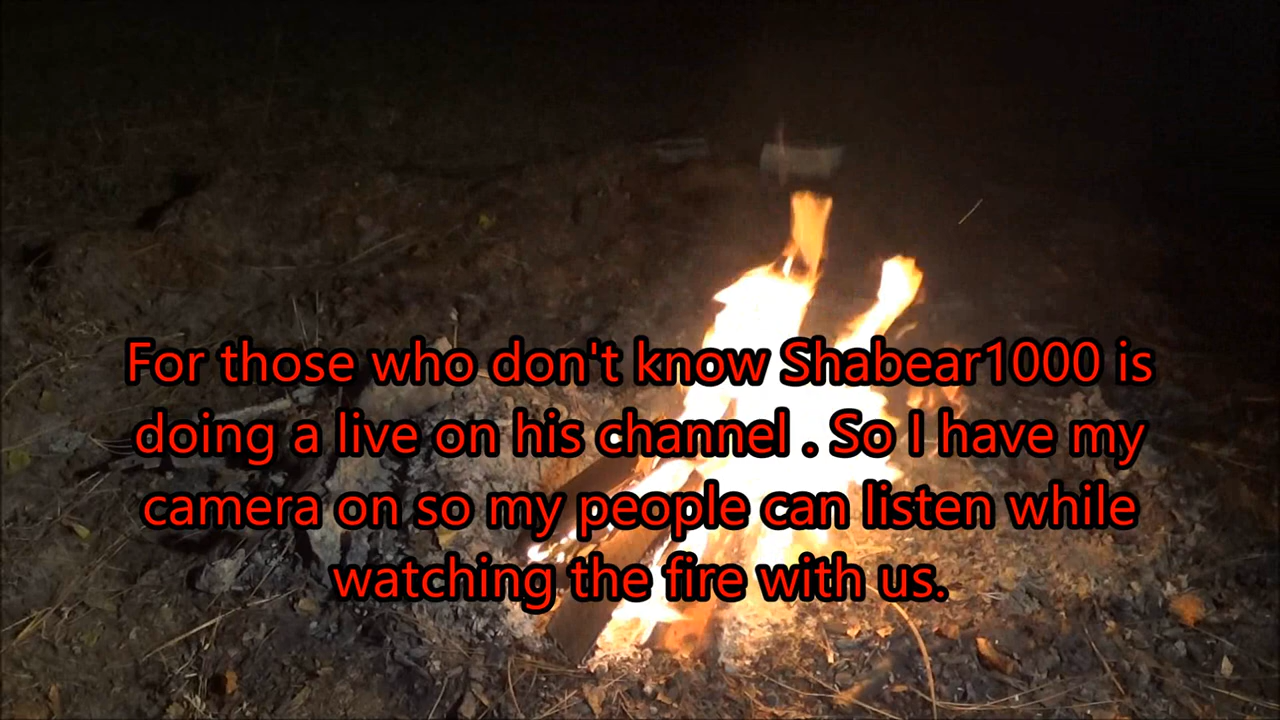 For those who don't know Shabear1000 is
doing a live on his channel . So I have my
camera on so my people can listen while
watching the fire with us.